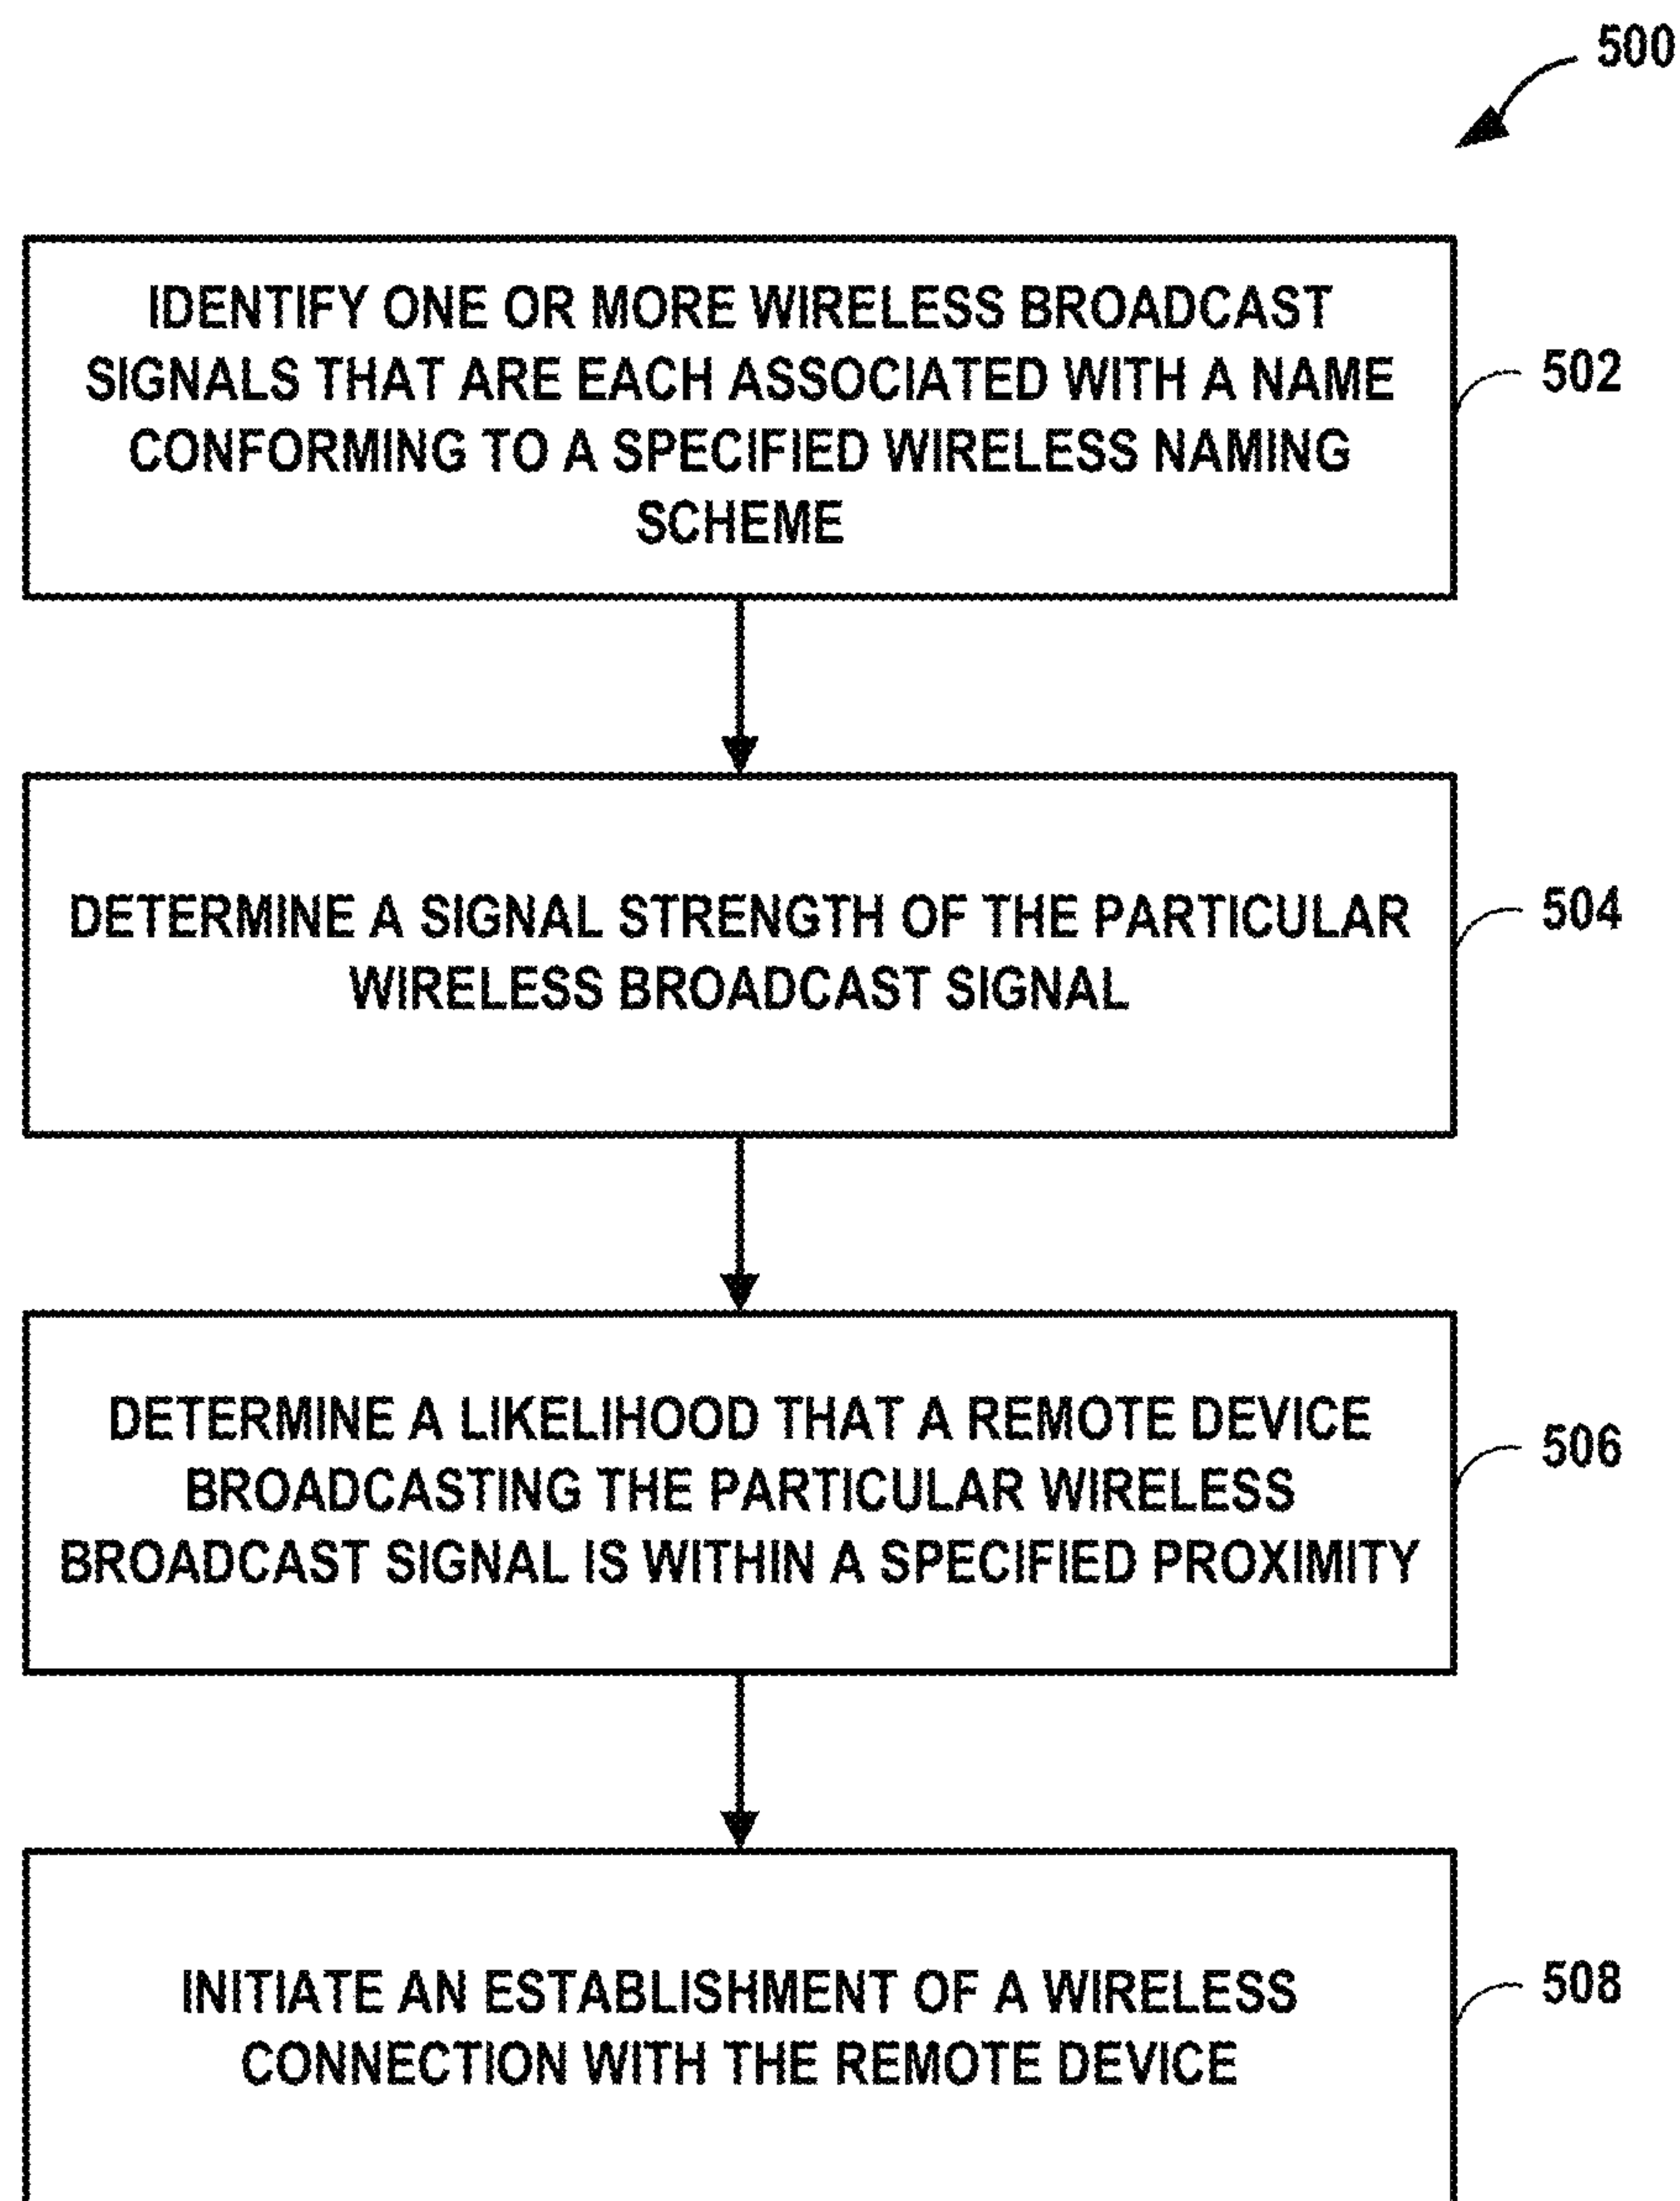 500
IDENTIFY ONE OR MORE WIRELESS BROADCAST
SIGNALS THAT ARE EACH ASSOCIATED WITH A NAME
CONFORMING TO A SPECIFIED WIRELESS NAMING
SCHEME
502
DETERMINE A SIGNAL STRENGTH OF THE PARTICULAR
WIRELESS BROADCAST SIGNAL
504
DETERMINE A LIKELIHOOD THAT A REMOTE DEVICE
BROADCASTING THE PARTICULAR WIRELESS
BROADCAST SIGNAL IS WITHIN A SPECIFIED PROXIMITY
506
INITIATE AN ESTABLISHMENT OF A WIRELESS
CONNECTION WITH THE REMOTE DEVICE
508